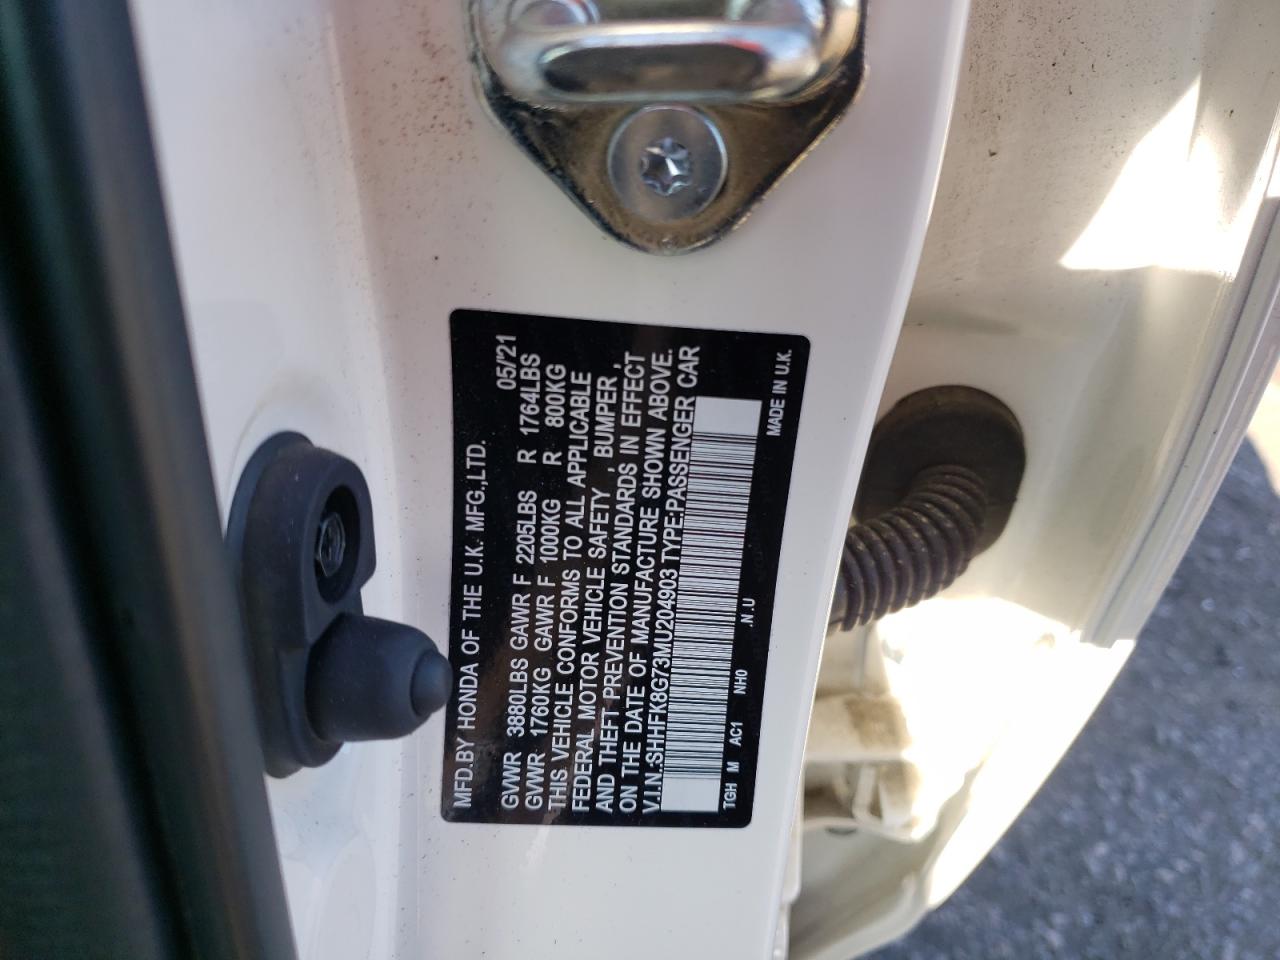 MFD.BY HONDA OF THE U.K. MFG.,LTD.
05/'21
GVWR 3880LBS GAWR F 2205LBS R 1764LBS
GVWR 1760KG GAWR F 1000KG R 800KG
THIS VEHICLE CONFORMS TO ALL APPLICABLE
FEDERAL MOTOR VEHICLE SAFETY , BUMPER ,
AND THEFT PREVENTION STANDARDS IN EFFECT
ON THE DATE OF MANUFACTURE SHOWN ABOVE.
V.I.N.:SHHFK8G73MU204903 TYPE:PASSENGER CAR
TGH M AC1 NH0 .N.U MADE IN U.K.